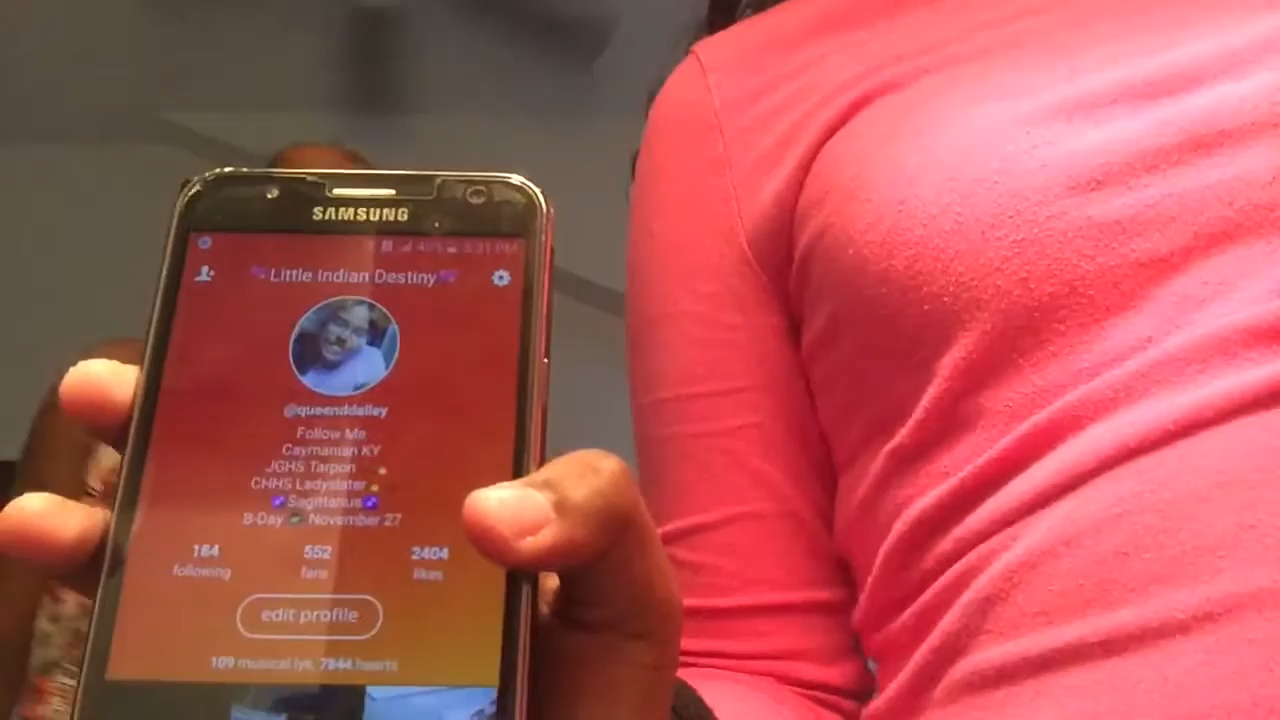 SAMSUNG
Little Indian Destiny
@queenddalley
Follow Me
Caymanian KY
JGHS Tarpon
CHHS Ladyslater
Sagittarius
B-Day November 27
184 552 2404
following fans likes
edit profile
109 musical.lys, 7844 hearts